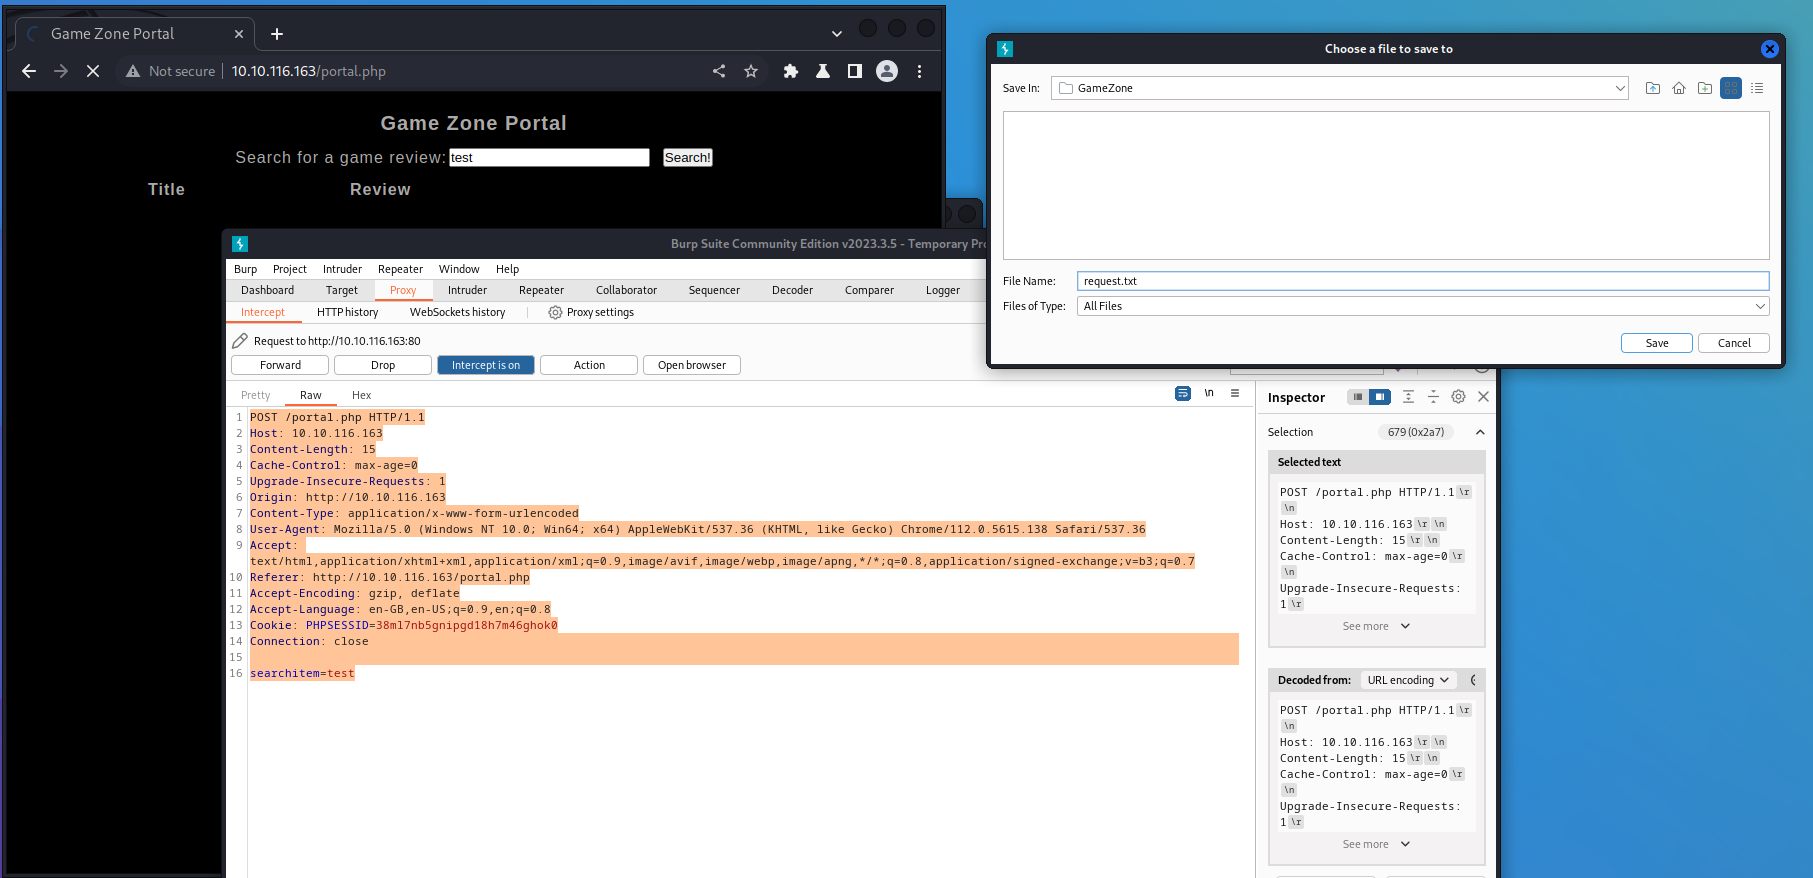 Game Zone Portal
Not secure 10.10.116.163/portal.php
Game Zone Portal
Search for a game review: test Search!
Title Review
Choose a file to save to
Save In: GameZone
File Name: request.txt
Files of Type: All Files
Save Cancel
Burp Suite Community Edition v2023.3.5 - Temporary Pro
Burp Project Intruder Repeater Window Help
Dashboard Target Proxy Intruder Repeater Collaborator Sequencer Decoder Comparer Logger
Intercept HTTP history WebSockets history Proxy settings
Request to http://10.10.116.163:80
Forward Drop Intercept is on Action Open browser
Pretty Raw Hex \n
1 POST /portal.php HTTP/1.1
2 Host: 10.10.116.163
3 Content-Length: 15
4 Cache-Control: max-age=0
5 Upgrade-Insecure-Requests: 1
6 Origin: http://10.10.116.163
7 Content-Type: application/x-www-form-urlencoded
8 User-Agent: Mozilla/5.0 (Windows NT 10.0; Win64; x64) AppleWebKit/537.36 (KHTML, like Gecko) Chrome/112.0.5615.138 Safari/537.36
9 Accept:
text/html,application/xhtml+xml,application/xml;q=0.9,image/avif,image/webp,image/apng,*/*;q=0.8,application/signed-exchange;v=b3;q=0.7
10 Referer: http://10.10.116.163/portal.php
11 Accept-Encoding: gzip, deflate
12 Accept-Language: en-GB,en-US;q=0.9,en;q=0.8
13 Cookie: PHPSESSID=38ml7nb5gnipgd18h7m46ghok0
14 Connection: close
15
16 searchitem=test
Inspector
Selection 679 (0x2a7)
Selected text
POST /portal.php HTTP/1.1 \r
\n
Host: 10.10.116.163 \r \n
Content-Length: 15 \r \n
Cache-Control: max-age=0 \r
\n
Upgrade-Insecure-Requests:
1 \r
See more
Decoded from: URL encoding
POST /portal.php HTTP/1.1 \r
\n
Host: 10.10.116.163 \r \n
Content-Length: 15 \r \n
Cache-Control: max-age=0 \r
\n
Upgrade-Insecure-Requests:
1 \r
See more